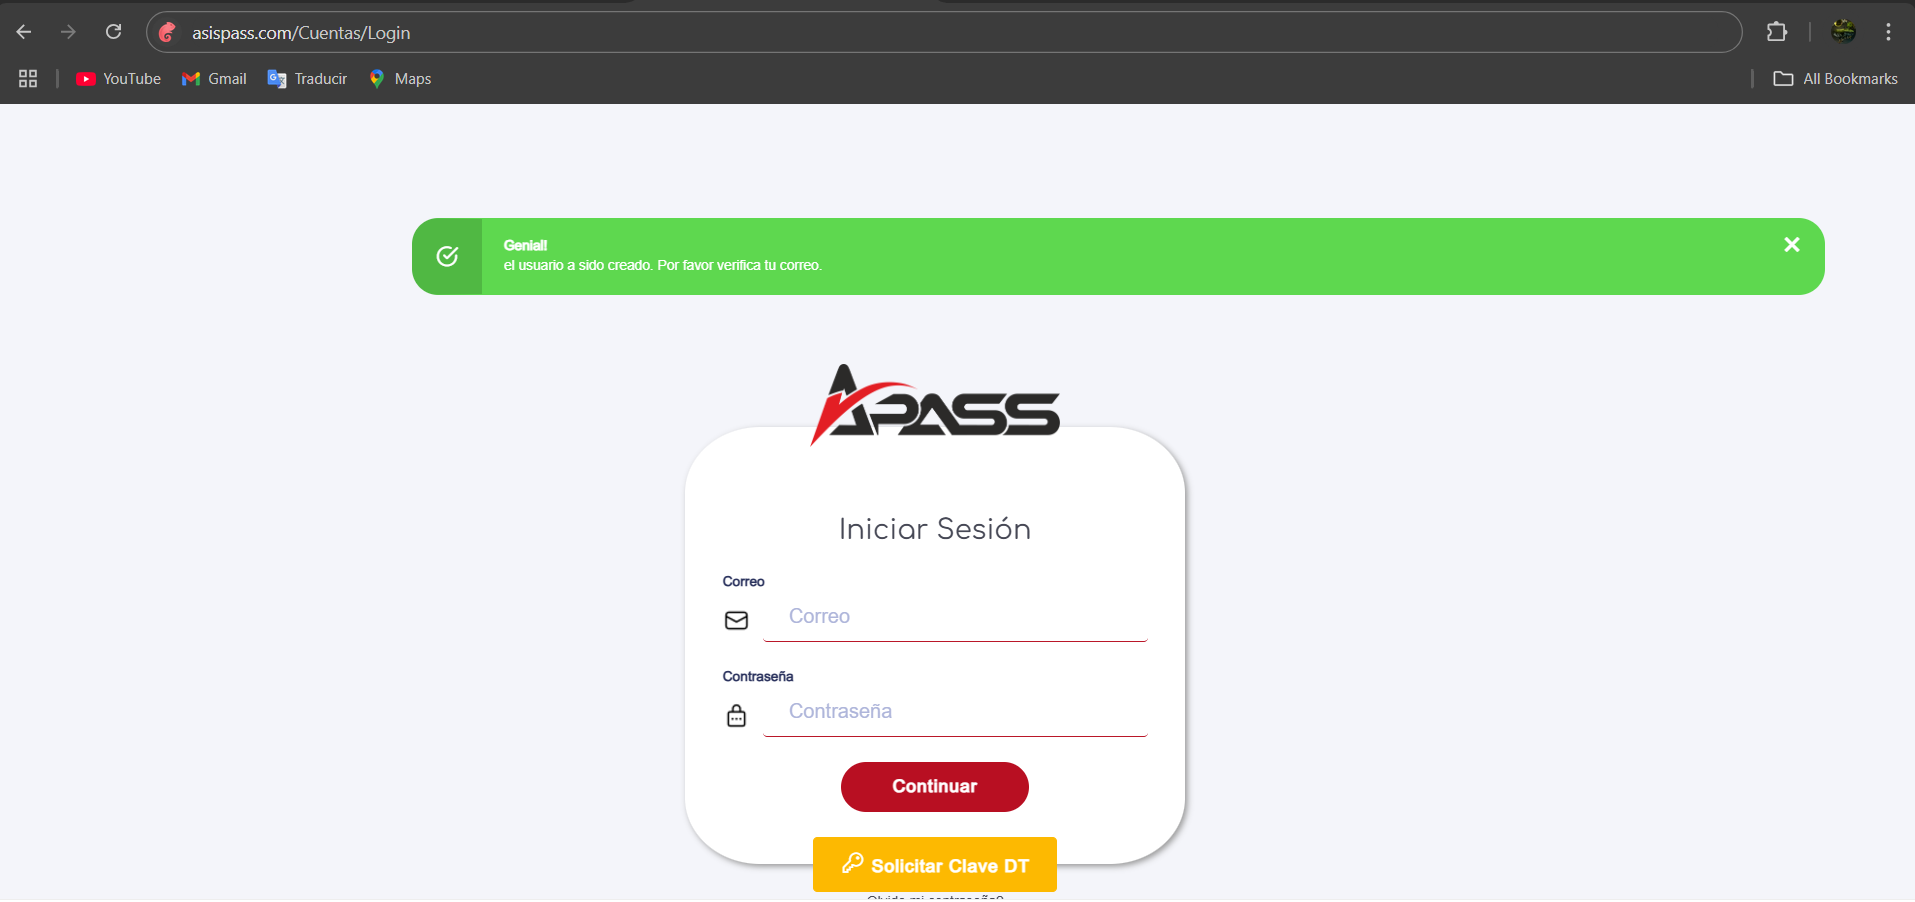 asispass.com/Cuentas/Login
YouTube Gmail Traducir Maps All Bookmarks
Genial!
el usuario a sido creado. Por favor verifica tu correo.
APASS
Iniciar Sesión
Correo
Correo
Contraseña
Contraseña
Continuar
Solicitar Clave DT